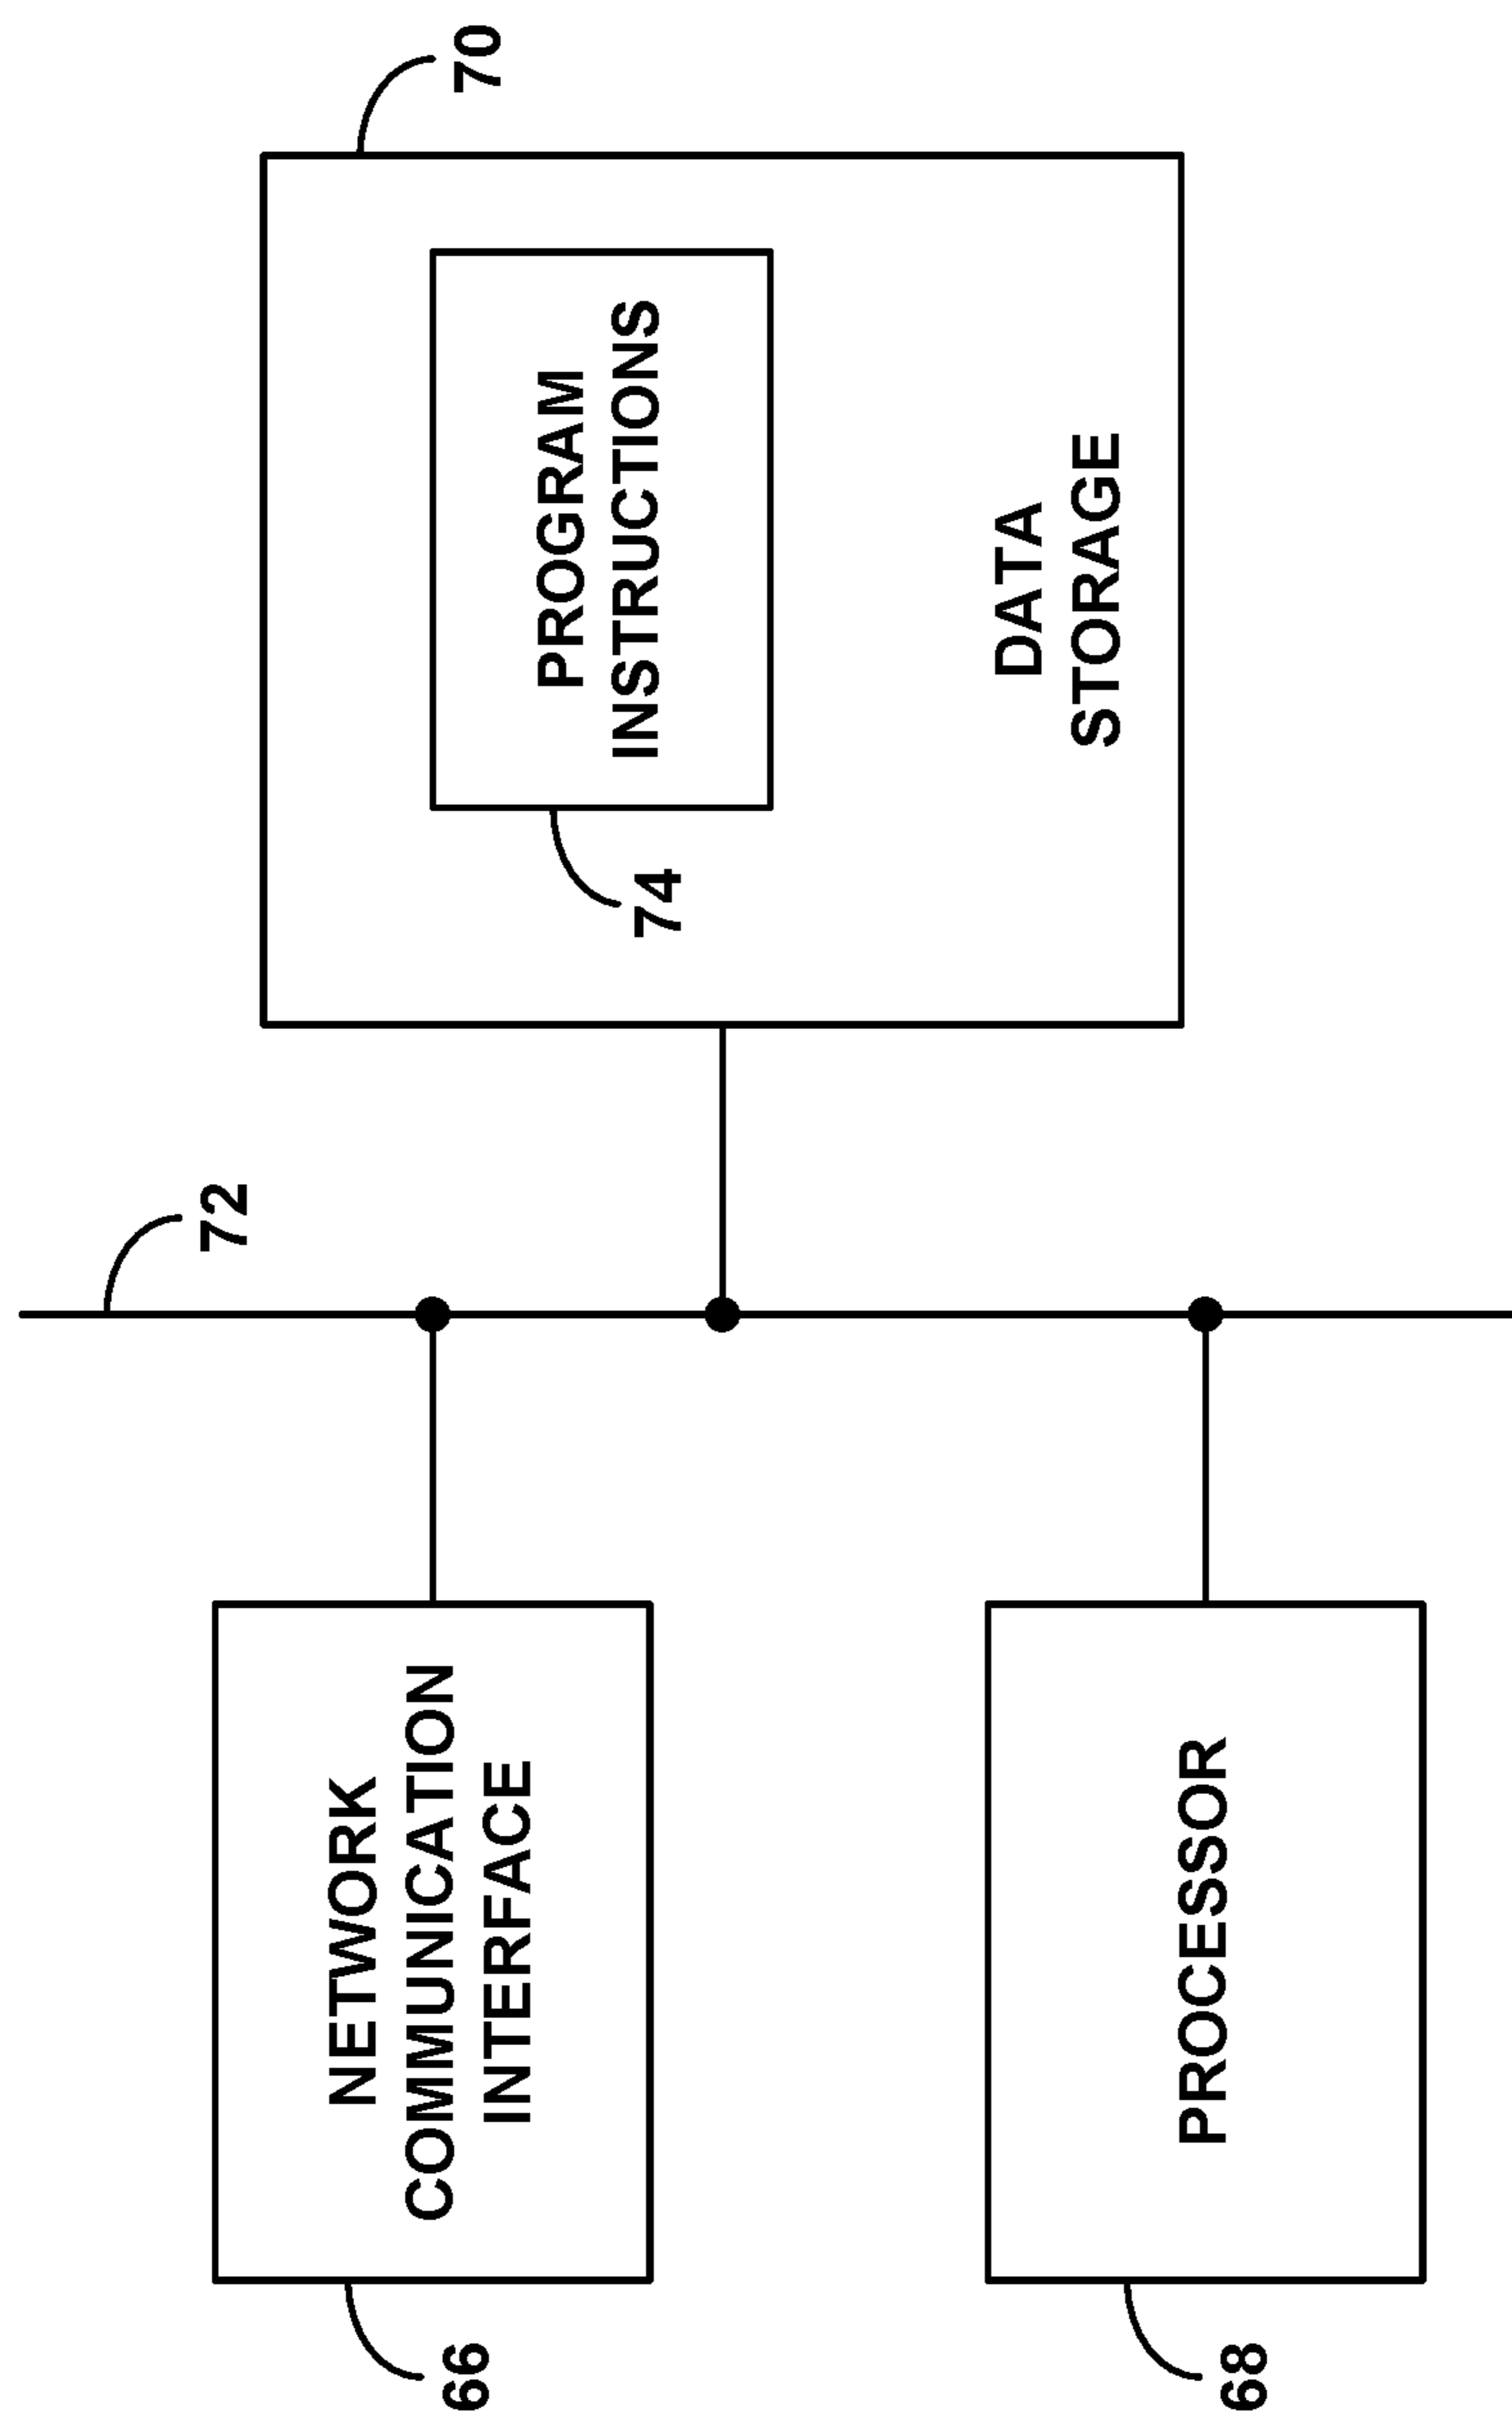 72
NETWORK
COMMUNICATION
INTERFACE
66
70
PROGRAM
INSTRUCTIONS
74
DATA
STORAGE
PROCESSOR
68